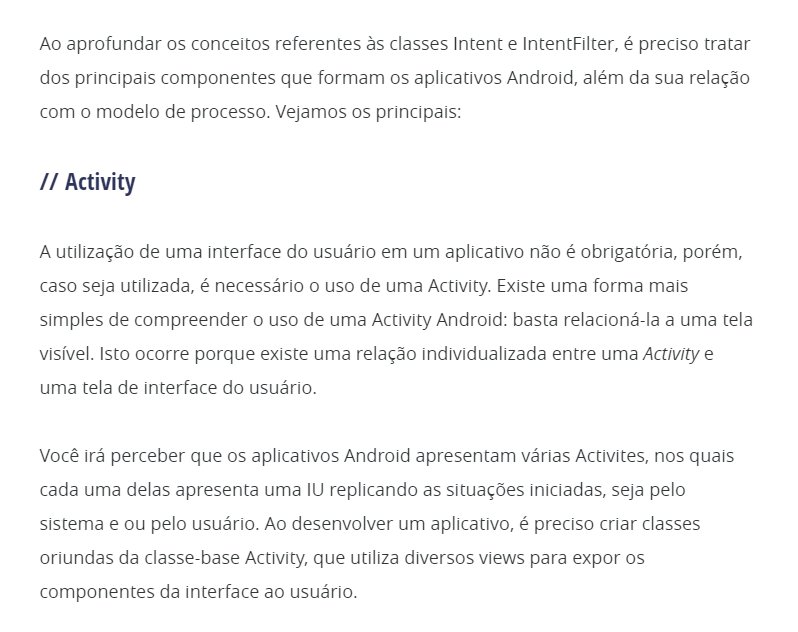 Ao aprofundar os conceitos referentes às classes Intent e IntentFilter, é preciso tratar
dos principais componentes que formam os aplicativos Android, além da sua relação
com o modelo de processo. Vejamos os principais:
// Activity
A utilização de uma interface do usuário em um aplicativo não é obrigatória, porém,
caso seja utilizada, é necessário o uso de uma Activity. Existe uma forma mais
simples de compreender o uso de uma Activity Android: basta relacioná-la a uma tela
visível. Isto ocorre porque existe uma relação individualizada entre uma Activity e
uma tela de interface do usuário.
Você irá perceber que os aplicativos Android apresentam várias Activites, nos quais
cada uma delas apresenta uma IU replicando as situações iniciadas, seja pelo
sistema e ou pelo usuário. Ao desenvolver um aplicativo, é preciso criar classes
oriundas da classe-base Activity, que utiliza diversos views para expor os
componentes da interface ao usuário.